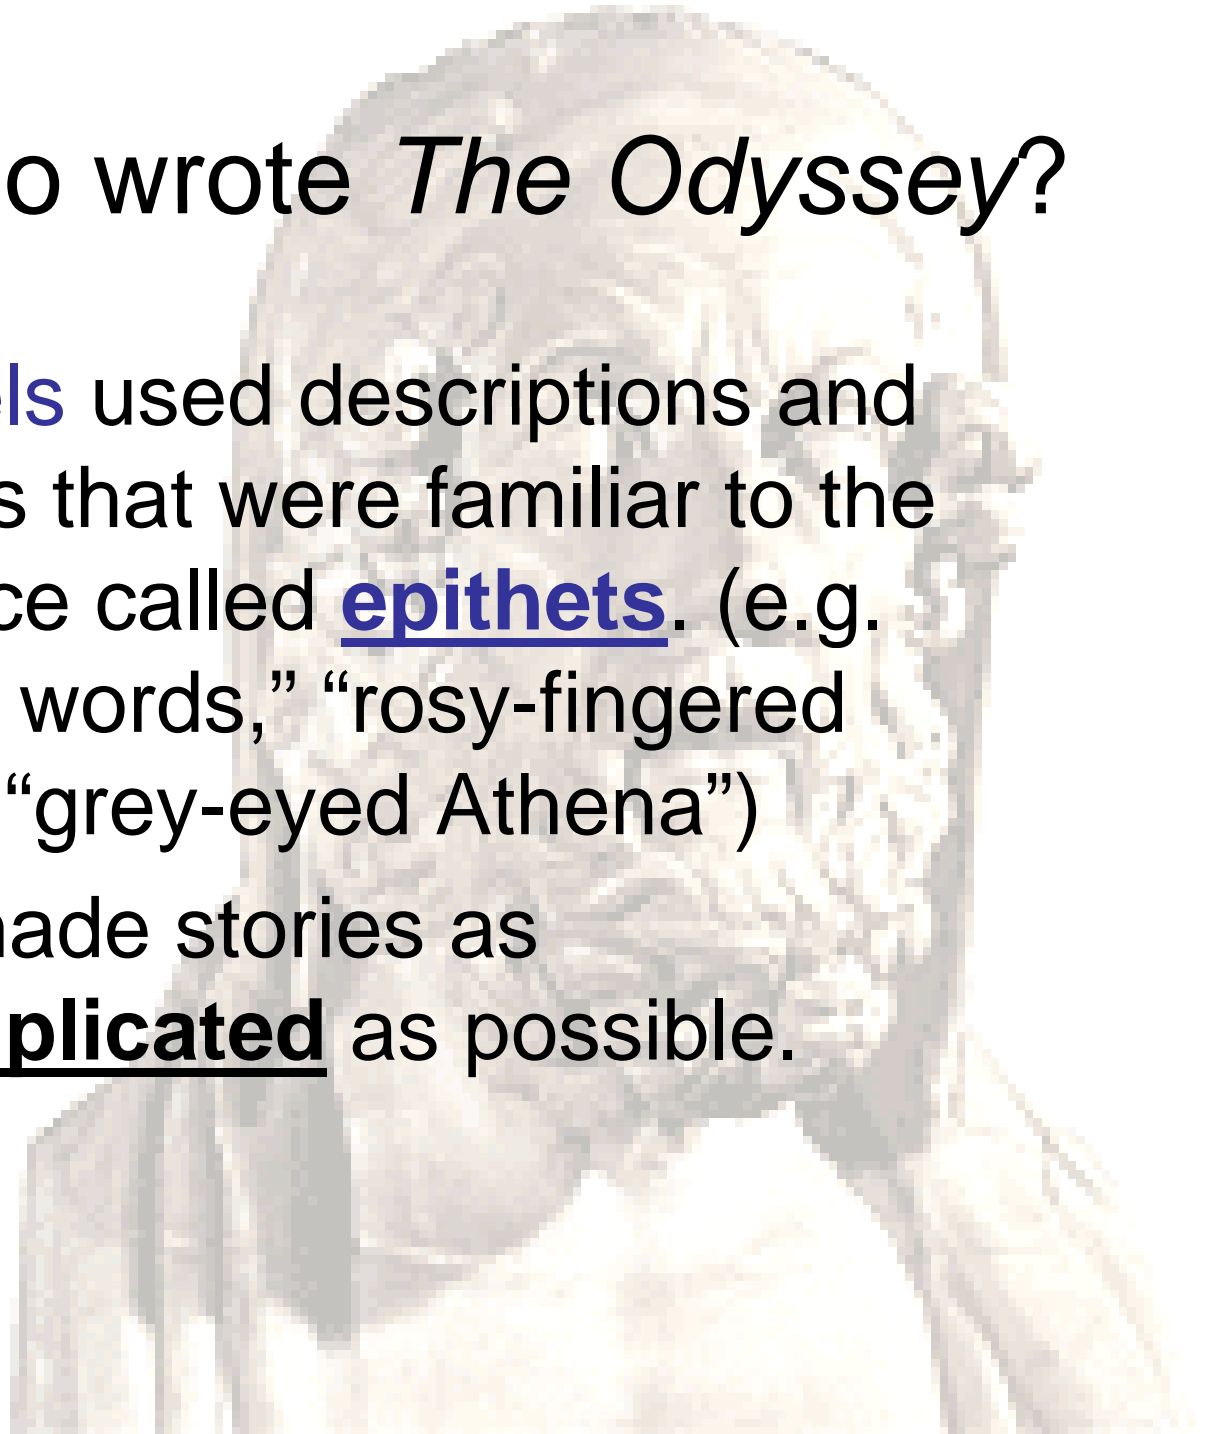 o wrote The Odyssey?
els used descriptions and
s that were familiar to the
ce called epithets. (e.g.
words,” “rosy-fingered
“grey-eyed Athena”)
ade stories as
plicated as possible.